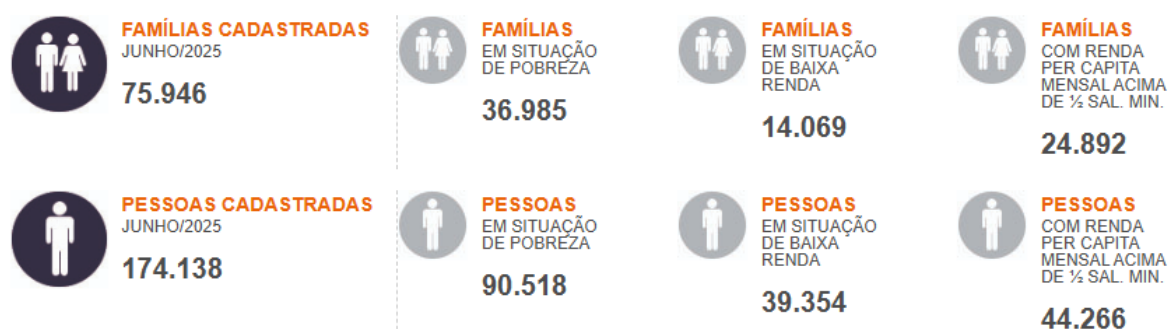 FAMÍLIAS CADASTRADAS
JUNHO/2025
75.946
FAMÍLIAS
EM SITUAÇÃO
DE POBREZA
36.985
FAMÍLIAS
EM SITUAÇÃO
DE BAIXA
RENDA
14.069
FAMÍLIAS
COM RENDA
PER CAPITA
MENSAL ACIMA
DE ½ SAL. MIN.
24.892
PESSOAS CADASTRADAS
JUNHO/2025
174.138
PESSOAS
EM SITUAÇÃO
DE POBREZA
90.518
PESSOAS
EM SITUAÇÃO
DE BAIXA
RENDA
39.354
PESSOAS
COM RENDA
PER CAPITA
MENSAL ACIMA
DE ½ SAL. MIN.
44.266